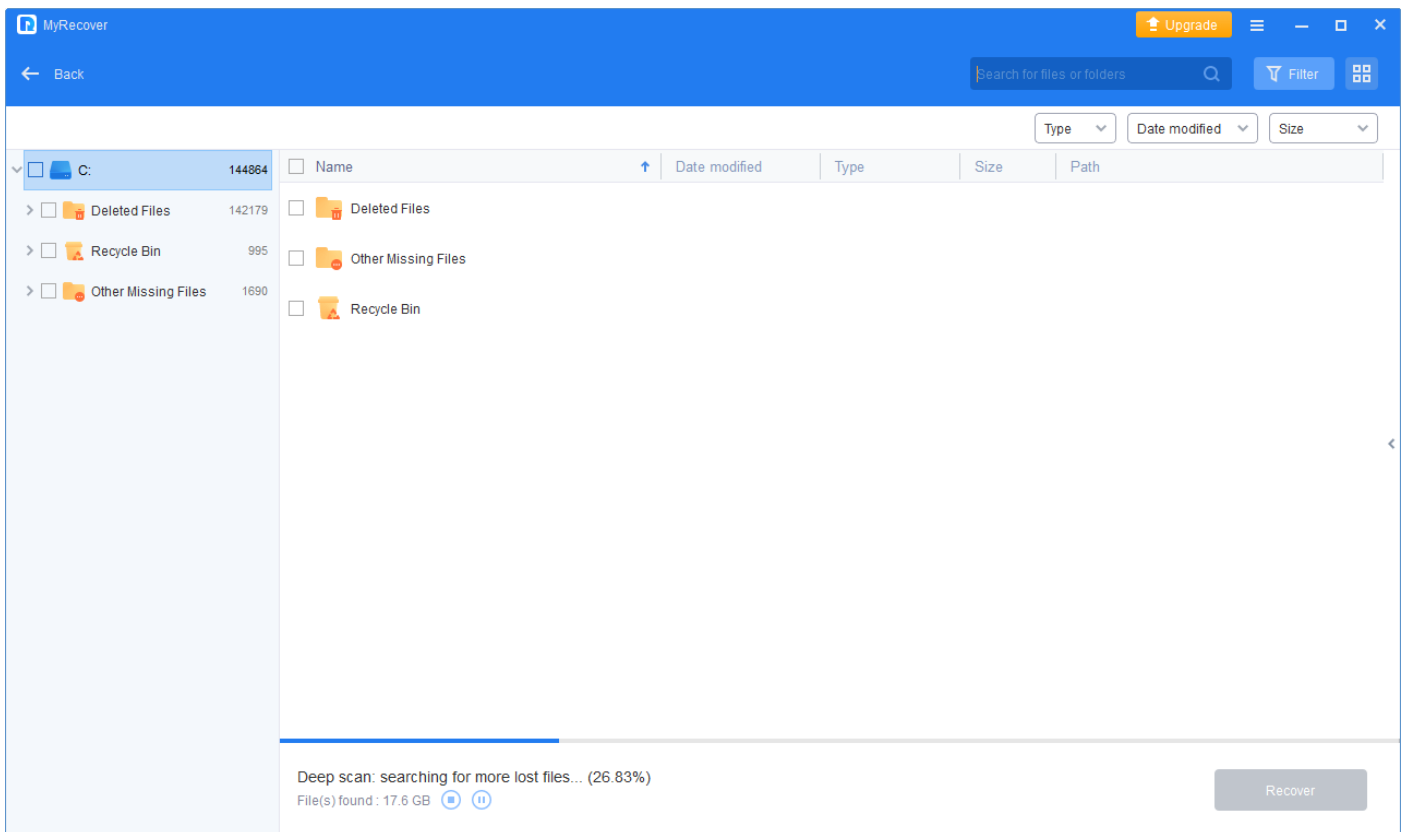 MyRecover
Upgrade
Back
Search for files or folders
Filter
Type
Date modified
Size
C: 144864
Deleted Files 142179
Recycle Bin 995
Other Missing Files 1690
Name Date modified Type Size Path
Deleted Files
Other Missing Files
Recycle Bin
Deep scan: searching for more lost files... (26.83%)
File(s) found : 17.6 GB
Recover